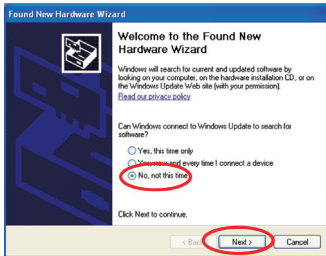 Found New Hardware Wizard
Welcome to the Found New
Hardware Wizard
Windows will search for current and updated software by
looking on your computer, on the hardware installation CD, or on
the Windows Update Web site (with your permission).
Read our privacy policy
Can Windows connect to Windows Update to search for
software?
Yes, this time only
Yes, now and every time I connect a device
No, not this time
Click Next to continue.
< Back
Next >
Cancel